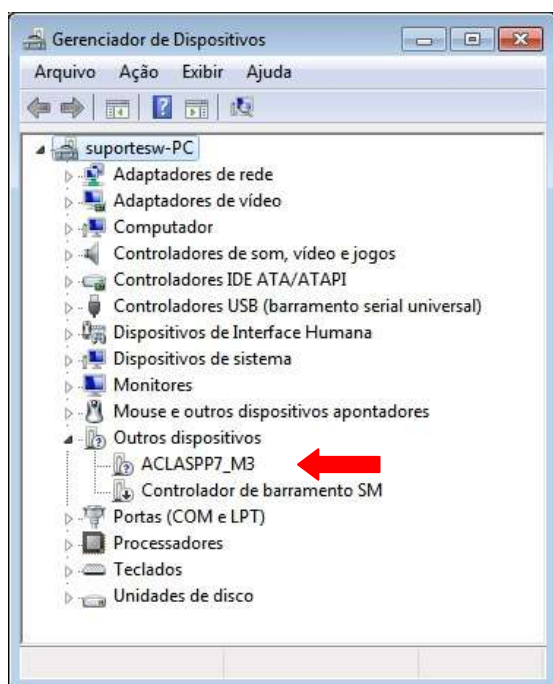 Gerenciador de Dispositivos
Arquivo Ação Exibir Ajuda
suportesw-PC
Adaptadores de rede
Adaptadores de vídeo
Computador
Controladores de som, vídeo e jogos
Controladores IDE ATA/ATAPI
Controladores USB (barramento serial universal)
Dispositivos de Interface Humana
Dispositivos de sistema
Monitores
Mouse e outros dispositivos apontadores
Outros dispositivos
ACLASPP7_M3
Controlador de barramento SM
Portas (COM e LPT)
Processadores
Teclados
Unidades de disco